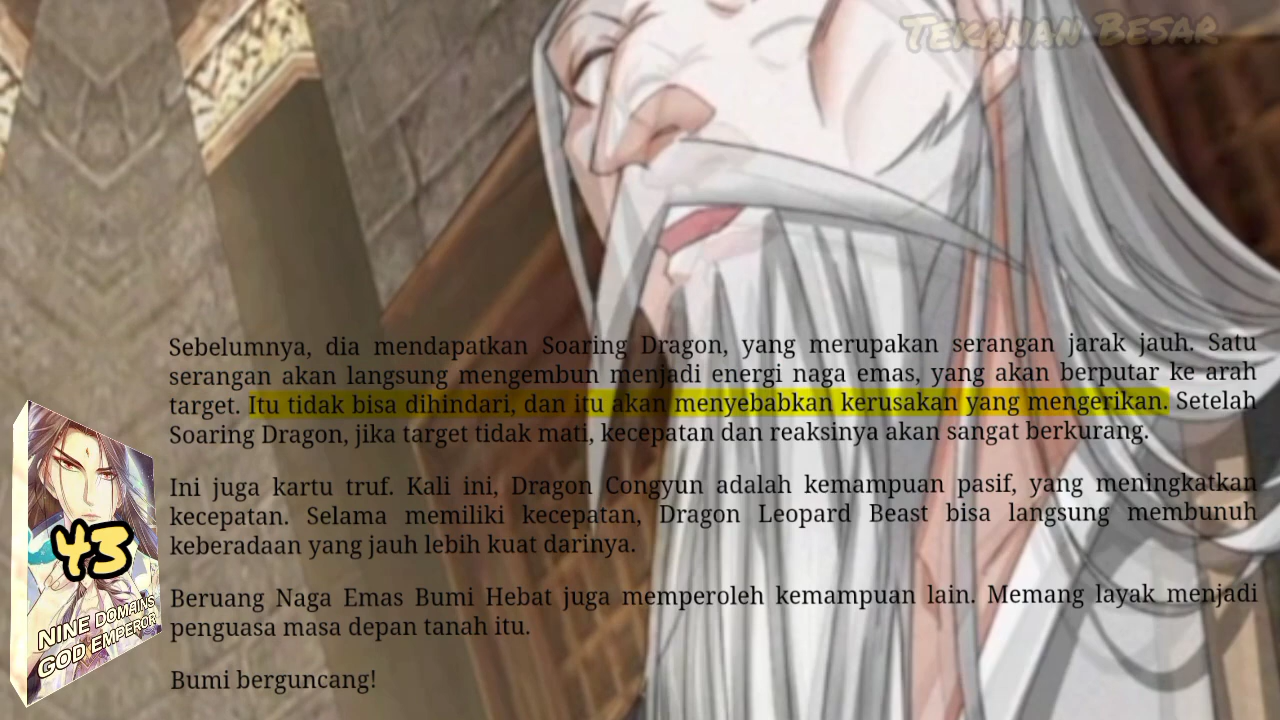 TEKANAN BESAR
Sebelumnya, dia mendapatkan Soaring Dragon, yang merupakan serangan jarak jauh. Satu
serangan akan langsung mengembun menjadi energi naga emas, yang akan berputar ke arah
target. Itu tidak bisa dihindari, dan itu akan menyebabkan kerusakan yang mengerikan. Setelah
Soaring Dragon, jika target tidak mati, kecepatan dan reaksinya akan sangat berkurang.
Ini juga kartu truf. Kali ini, Dragon Congyun adalah kemampuan pasif, yang meningkatkan
kecepatan. Selama memiliki kecepatan, Dragon Leopard Beast bisa langsung membunuh
keberadaan yang jauh lebih kuat darinya.
Beruang Naga Emas Bumi Hebat juga memperoleh kemampuan lain. Memang layak menjadi
penguasa masa depan tanah itu.
Bumi berguncang!
43
NINE DOMAINS
GOD EMPEROR